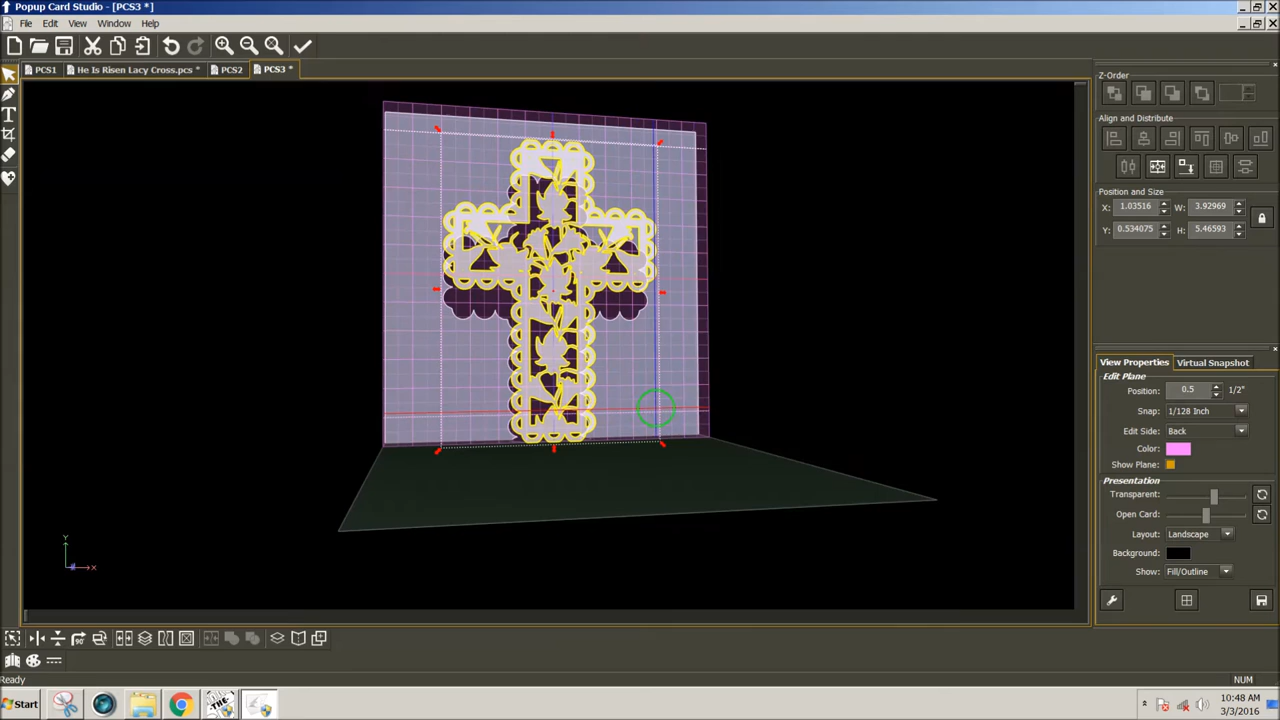 Popup Card Studio - [PCS3 *]
File Edit View Window Help
PCS1 He Is Risen Lacy Cross.pcs * PCS2 PCS3 *
Z-Order
Align and Distribute
Position and Size
X: 1.03516 W: 3.92969
Y: 0.534075 H: 5.46593
View Properties Virtual Snapshot
Edit Plane
Position: 0.5 1/2"
Snap: 1/128 Inch
Edit Side: Back
Color:
Show Plane:
Presentation
Transparent:
Open Card:
Layout: Landscape
Background:
Show: Fill/Outline
Y
X
90°
Ready
NUM
Start
THE
10:48 AM
3/3/2016